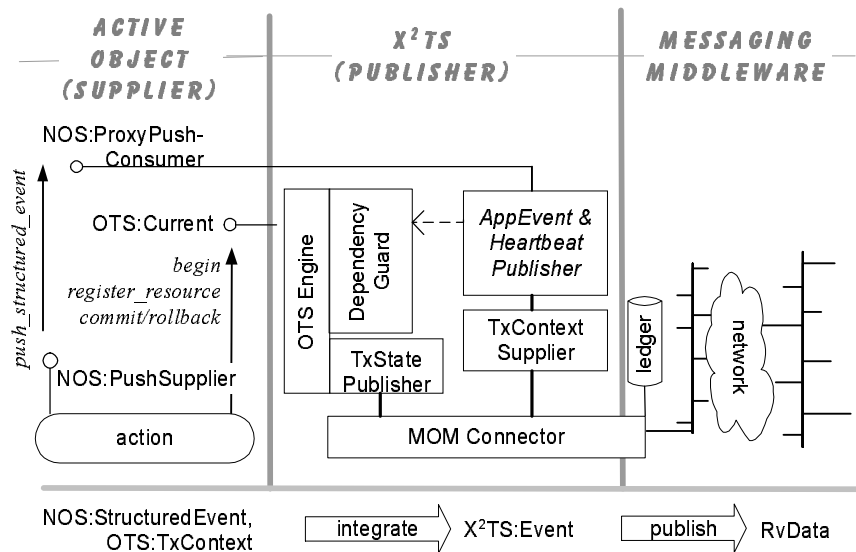 ACTIVE
OBJECT
(SUPPLIER)
X²TS
(PUBLISHER)
MESSAGING
MIDDLEWARE
NOS:ProxyPush-
Consumer
push_structured_event
OTS:Current
begin
register_resource
commit/rollback
NOS:PushSupplier
action
OTS Engine
Dependency
Guard
TxState
Publisher
AppEvent &
Heartbeat
Publisher
TxContext
Supplier
MOM Connector
ledger
network
NOS:StructuredEvent,
OTS:TxContext
integrate
X²TS:Event
publish
RvData